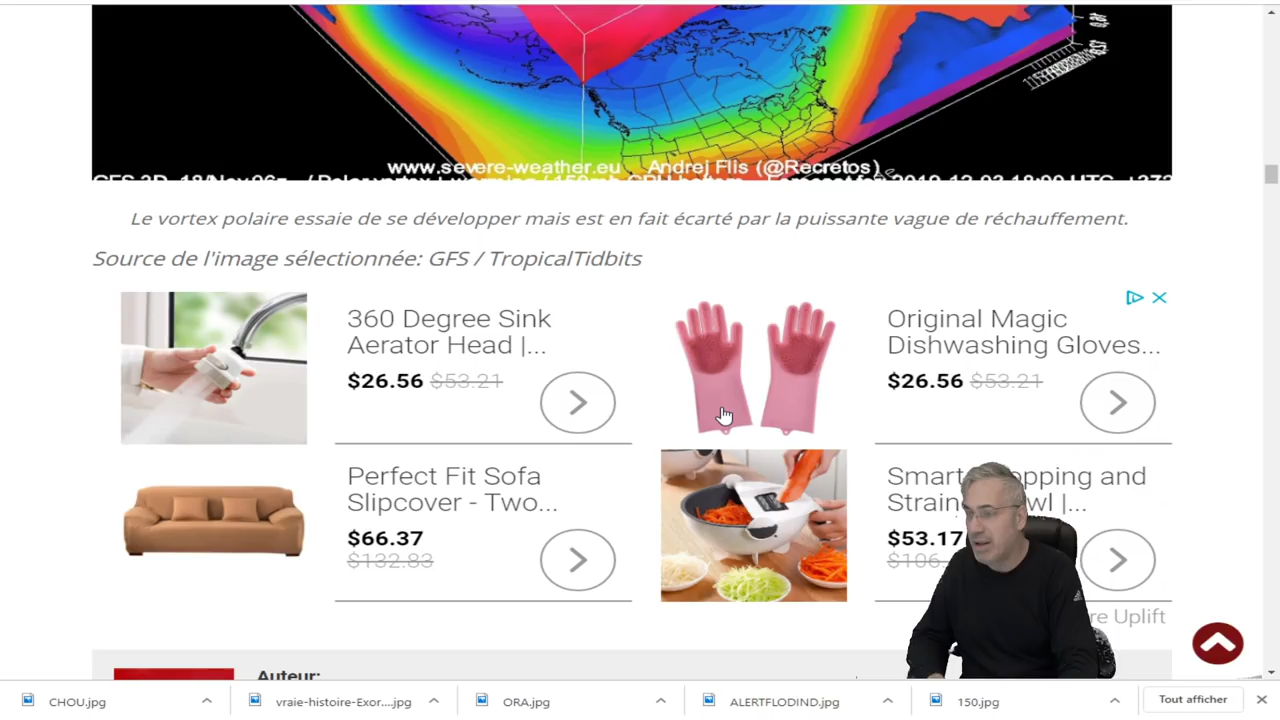 www.severe-weather.eu Andrej Flis (@Recretos)
Le vortex polaire essaie de se développer mais est en fait écarté par la puissante vague de réchauffement.
Source de l'image sélectionnée: GFS / TropicalTidbits
360 Degree Sink
Aerator Head |...
$26.56 $53.21
Original Magic
Dishwashing Gloves...
$26.56 $53.21
Perfect Fit Sofa
Slipcover - Two...
$66.37
$132.83
and
$53.17
Uplift
Auteur:
CHOU.jpg
vraie-histoire-Exor....jpg
ORA.jpg
ALERTFLODIND.jpg
150.jpg
Tout afficher